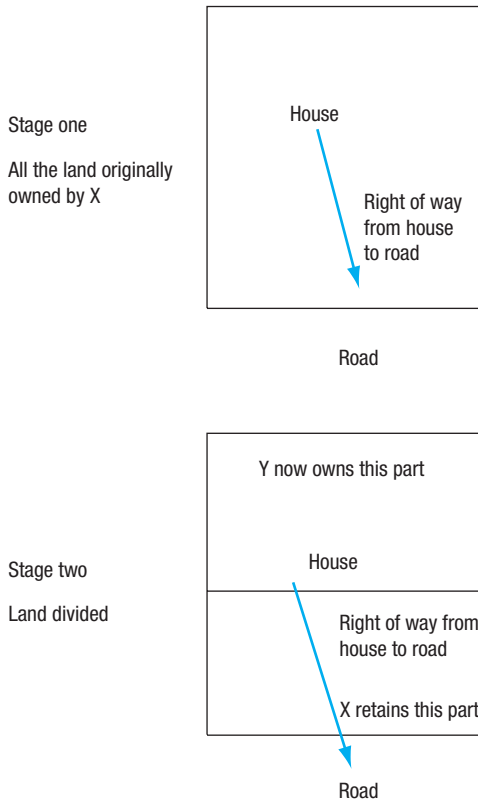 House
Stage one
All the land originally
owned by X
Right of way
from house
to road
Road
Y now owns this part
House
Stage two
Land divided
Right of way from
house to road
X retains this part
Road